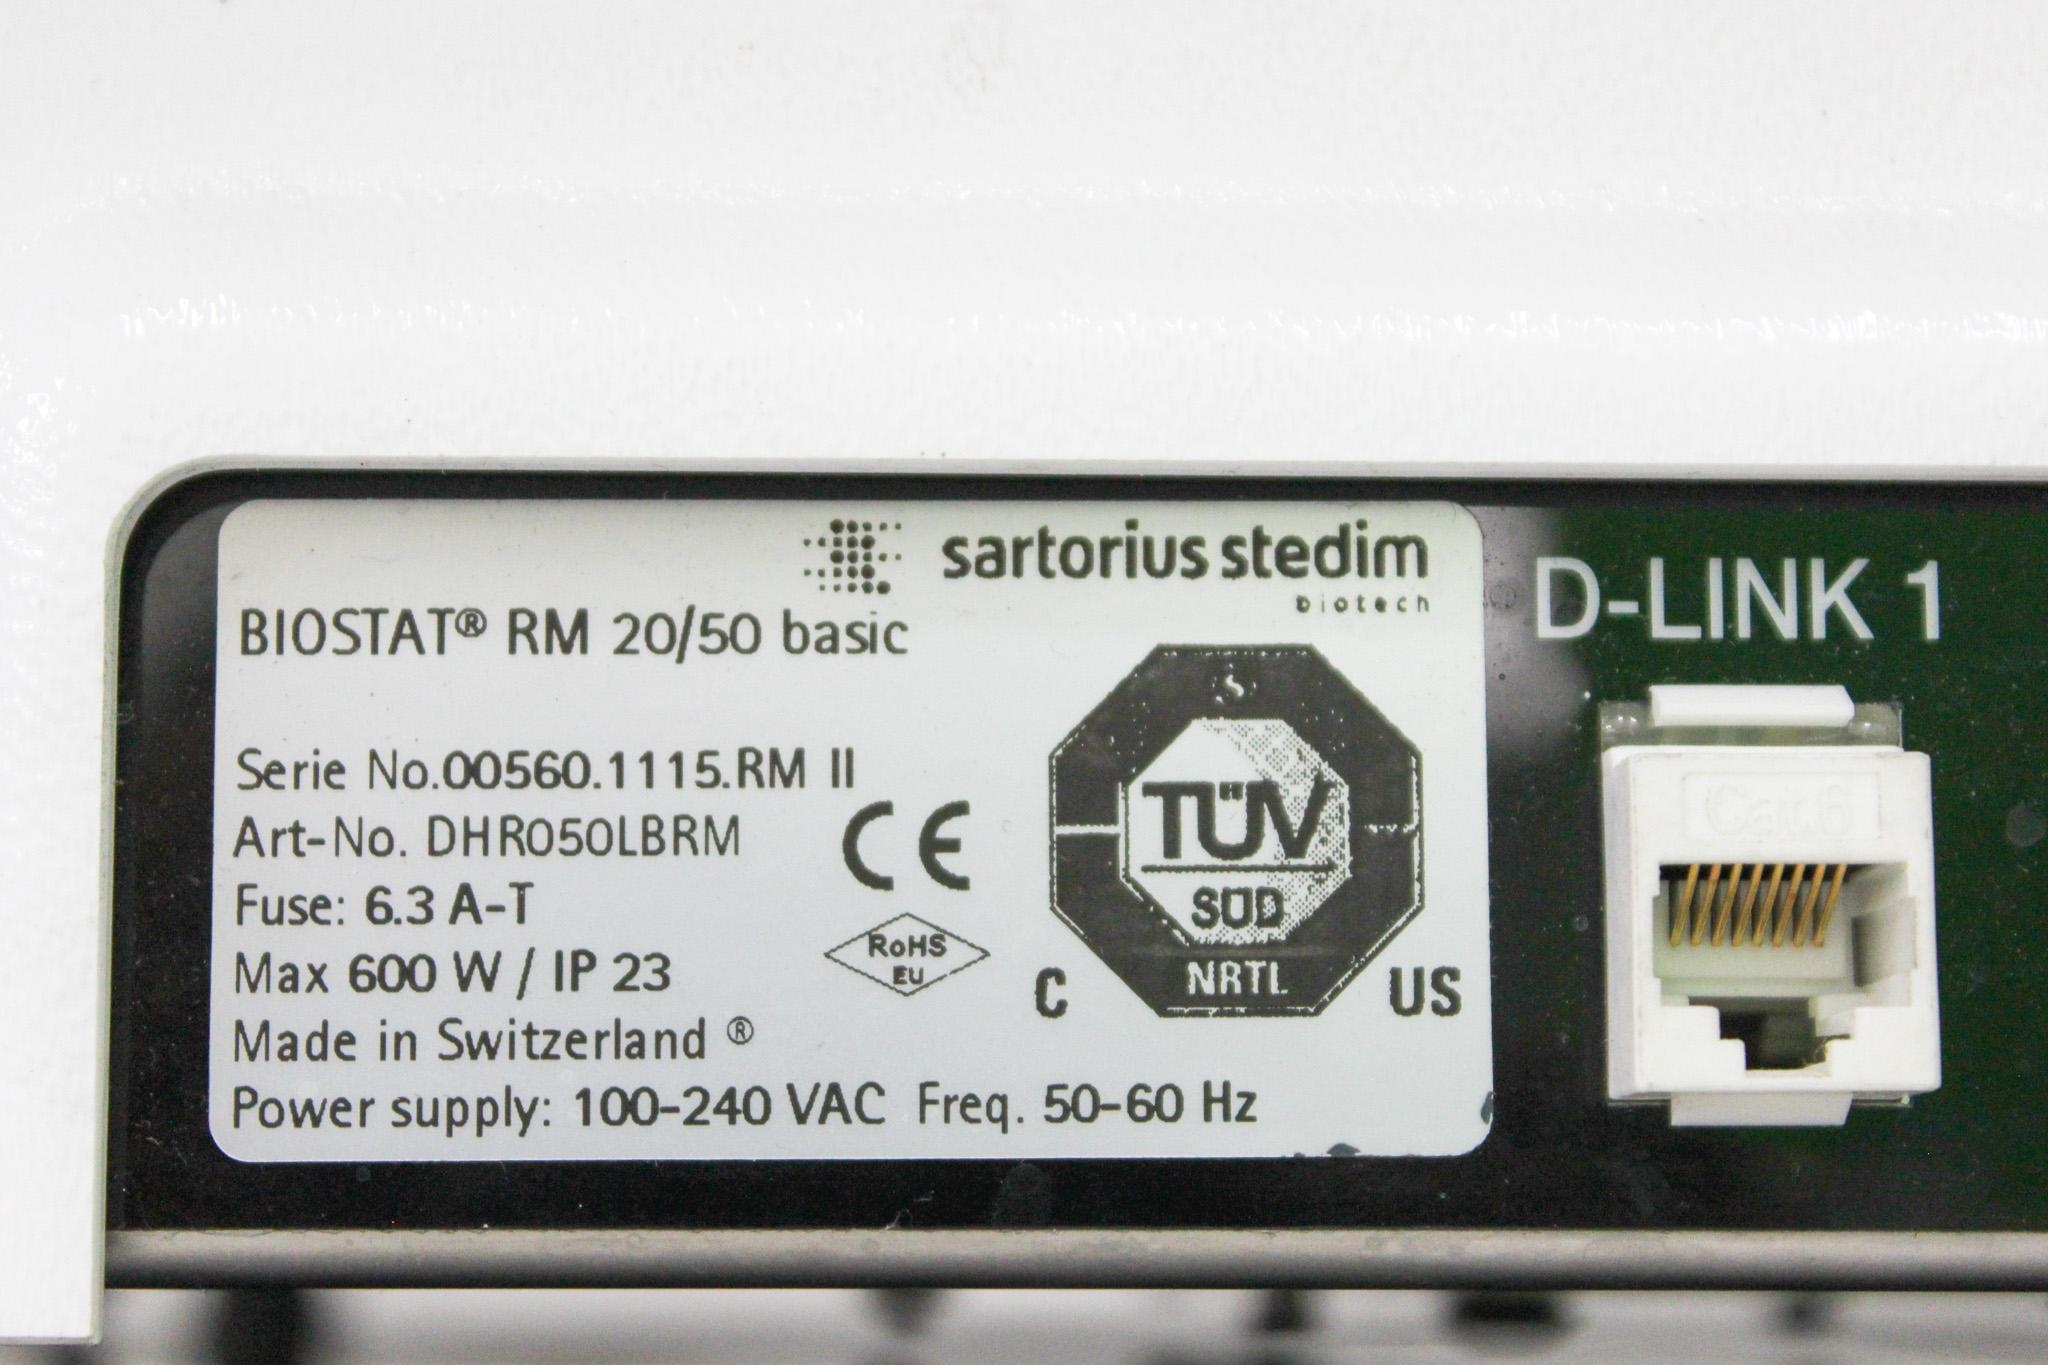 sartorius stedim
biotech
BIOSTAT® RM 20/50 basic
Serie No.00560.1115.RM II
Art-No. DHR050LBRM
Fuse: 6.3 A-T
Max 600 W / IP 23
Made in Switzerland ®
Power supply: 100-240 VAC Freq. 50-60 Hz
CE
RoHS
EU
S
TÜV
SÜD
NRTL
C US
D-LINK 1
Cat.6